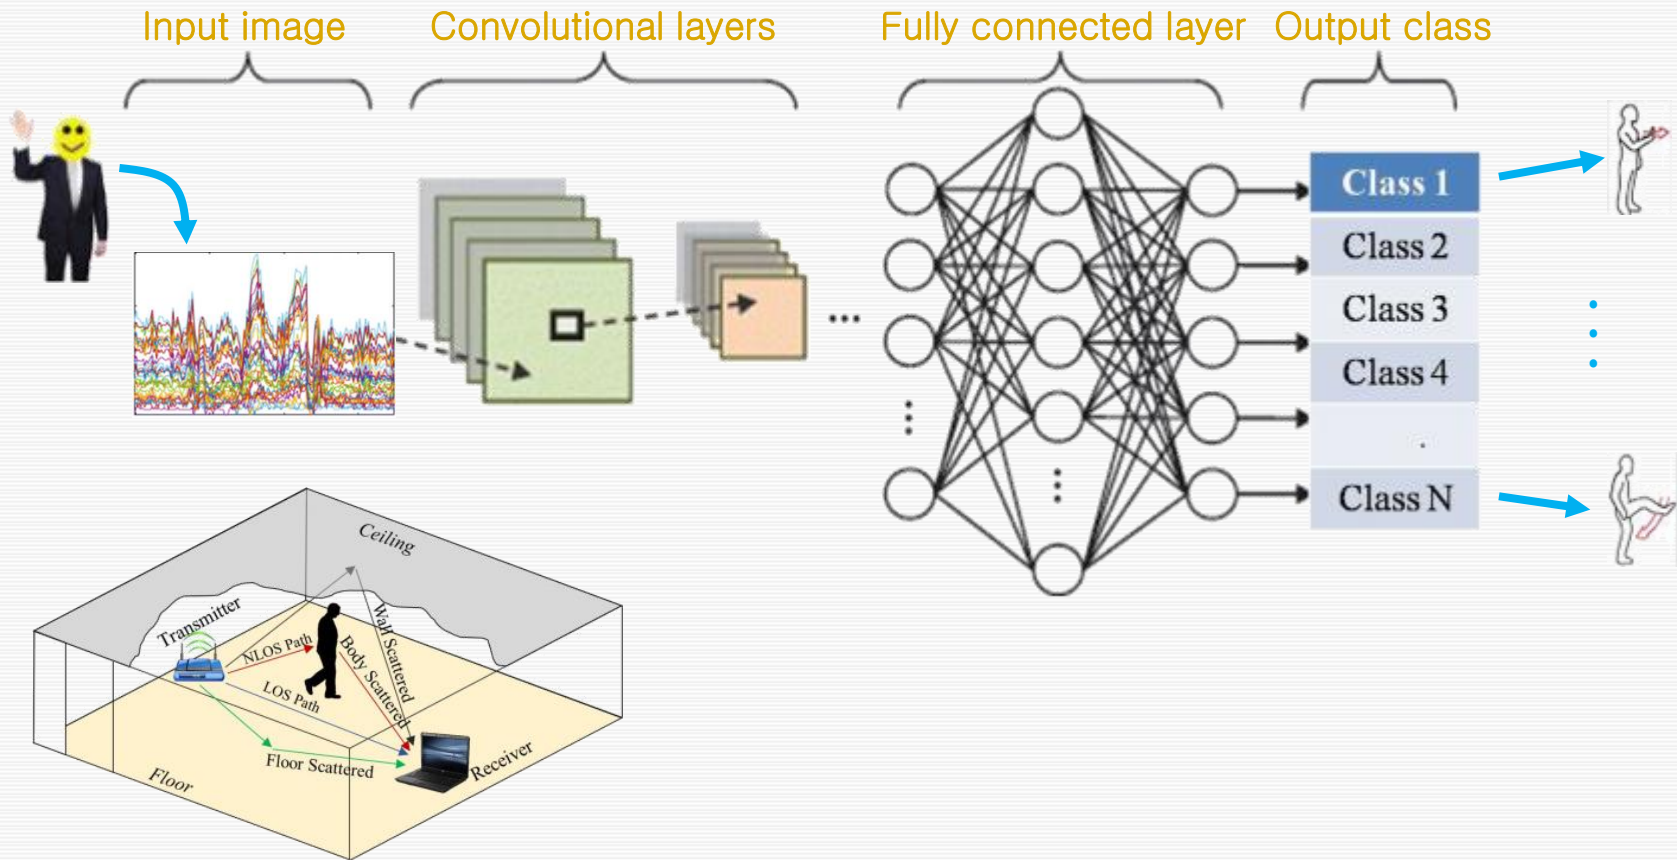 Input image
Convolutional layers
Fully connected layer
Output class
Class 1
Class 2
Class 3
Class 4
.
Class N
Ceiling
Transmitter
NLOS Path
LOS Path
Body Scattered
Wall Scattered
Floor Scattered
Receiver
Floor